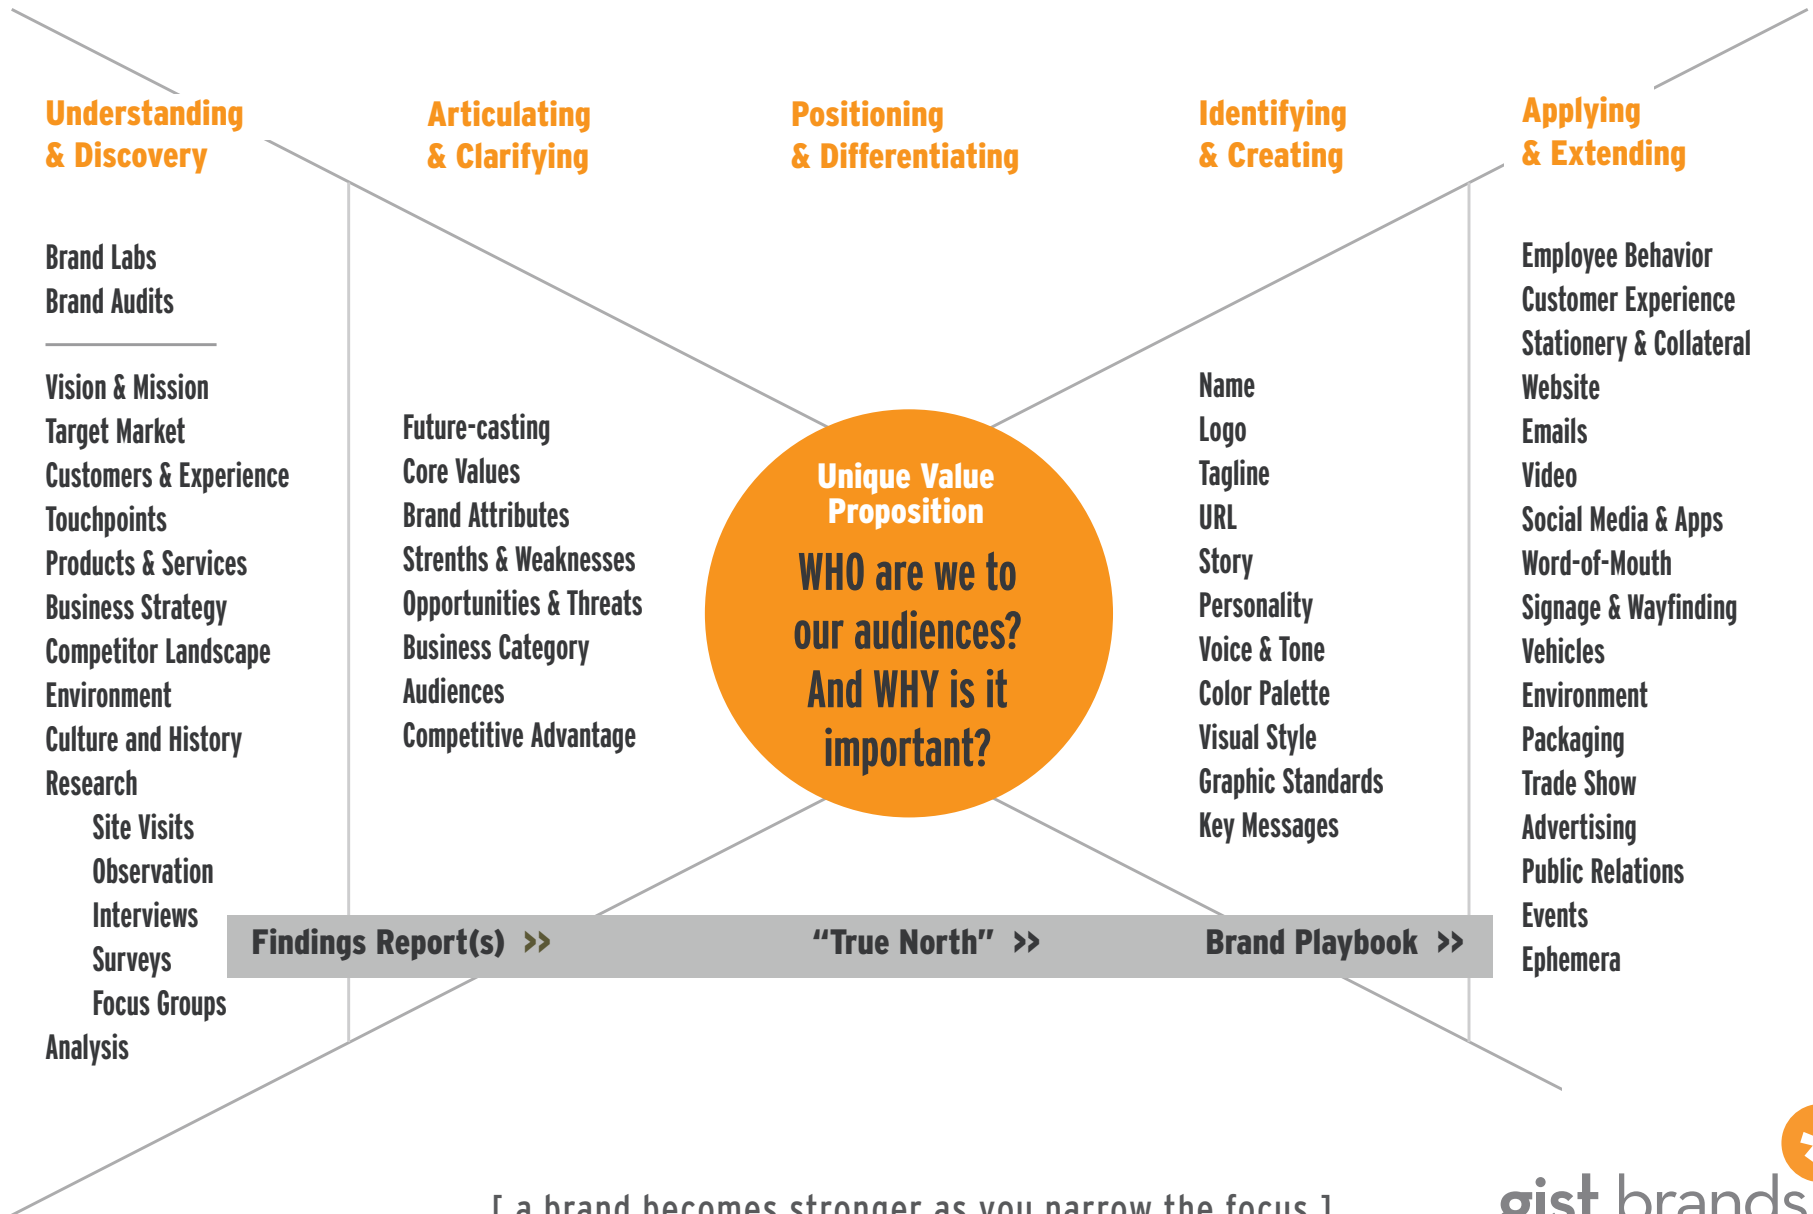 Understanding
& Discovery
Brand Labs
Brand Audits
Vision & Mission
Target Market
Customers & Experience
Touchpoints
Products & Services
Business Strategy
Competitor Landscape
Environment
Culture and History
Research
Site Visits
Observation
Interviews
Surveys
Focus Groups
Analysis
Articulating
& Clarifying
Future-casting
Core Values
Brand Attributes
Strenths & Weaknesses
Opportunities & Threats
Business Category
Audiences
Competitive Advantage
Positioning
& Differentiating
Unique Value
Proposition
WHO are we to
our audiences?
And WHY is it
important?
Identifying
& Creating
Name
Logo
Tagline
URL
Story
Personality
Voice & Tone
Color Palette
Visual Style
Graphic Standards
Key Messages
Applying
& Extending
Employee Behavior
Customer Experience
Stationery & Collateral
Website
Emails
Video
Social Media & Apps
Word-of-Mouth
Signage & Wayfinding
Vehicles
Environment
Packaging
Trade Show
Advertising
Public Relations
Events
Ephemera
Findings Report(s) >> “True North” >> Brand Playbook >>
[ a brand becomes stronger as you narrow the focus ]
gist brands